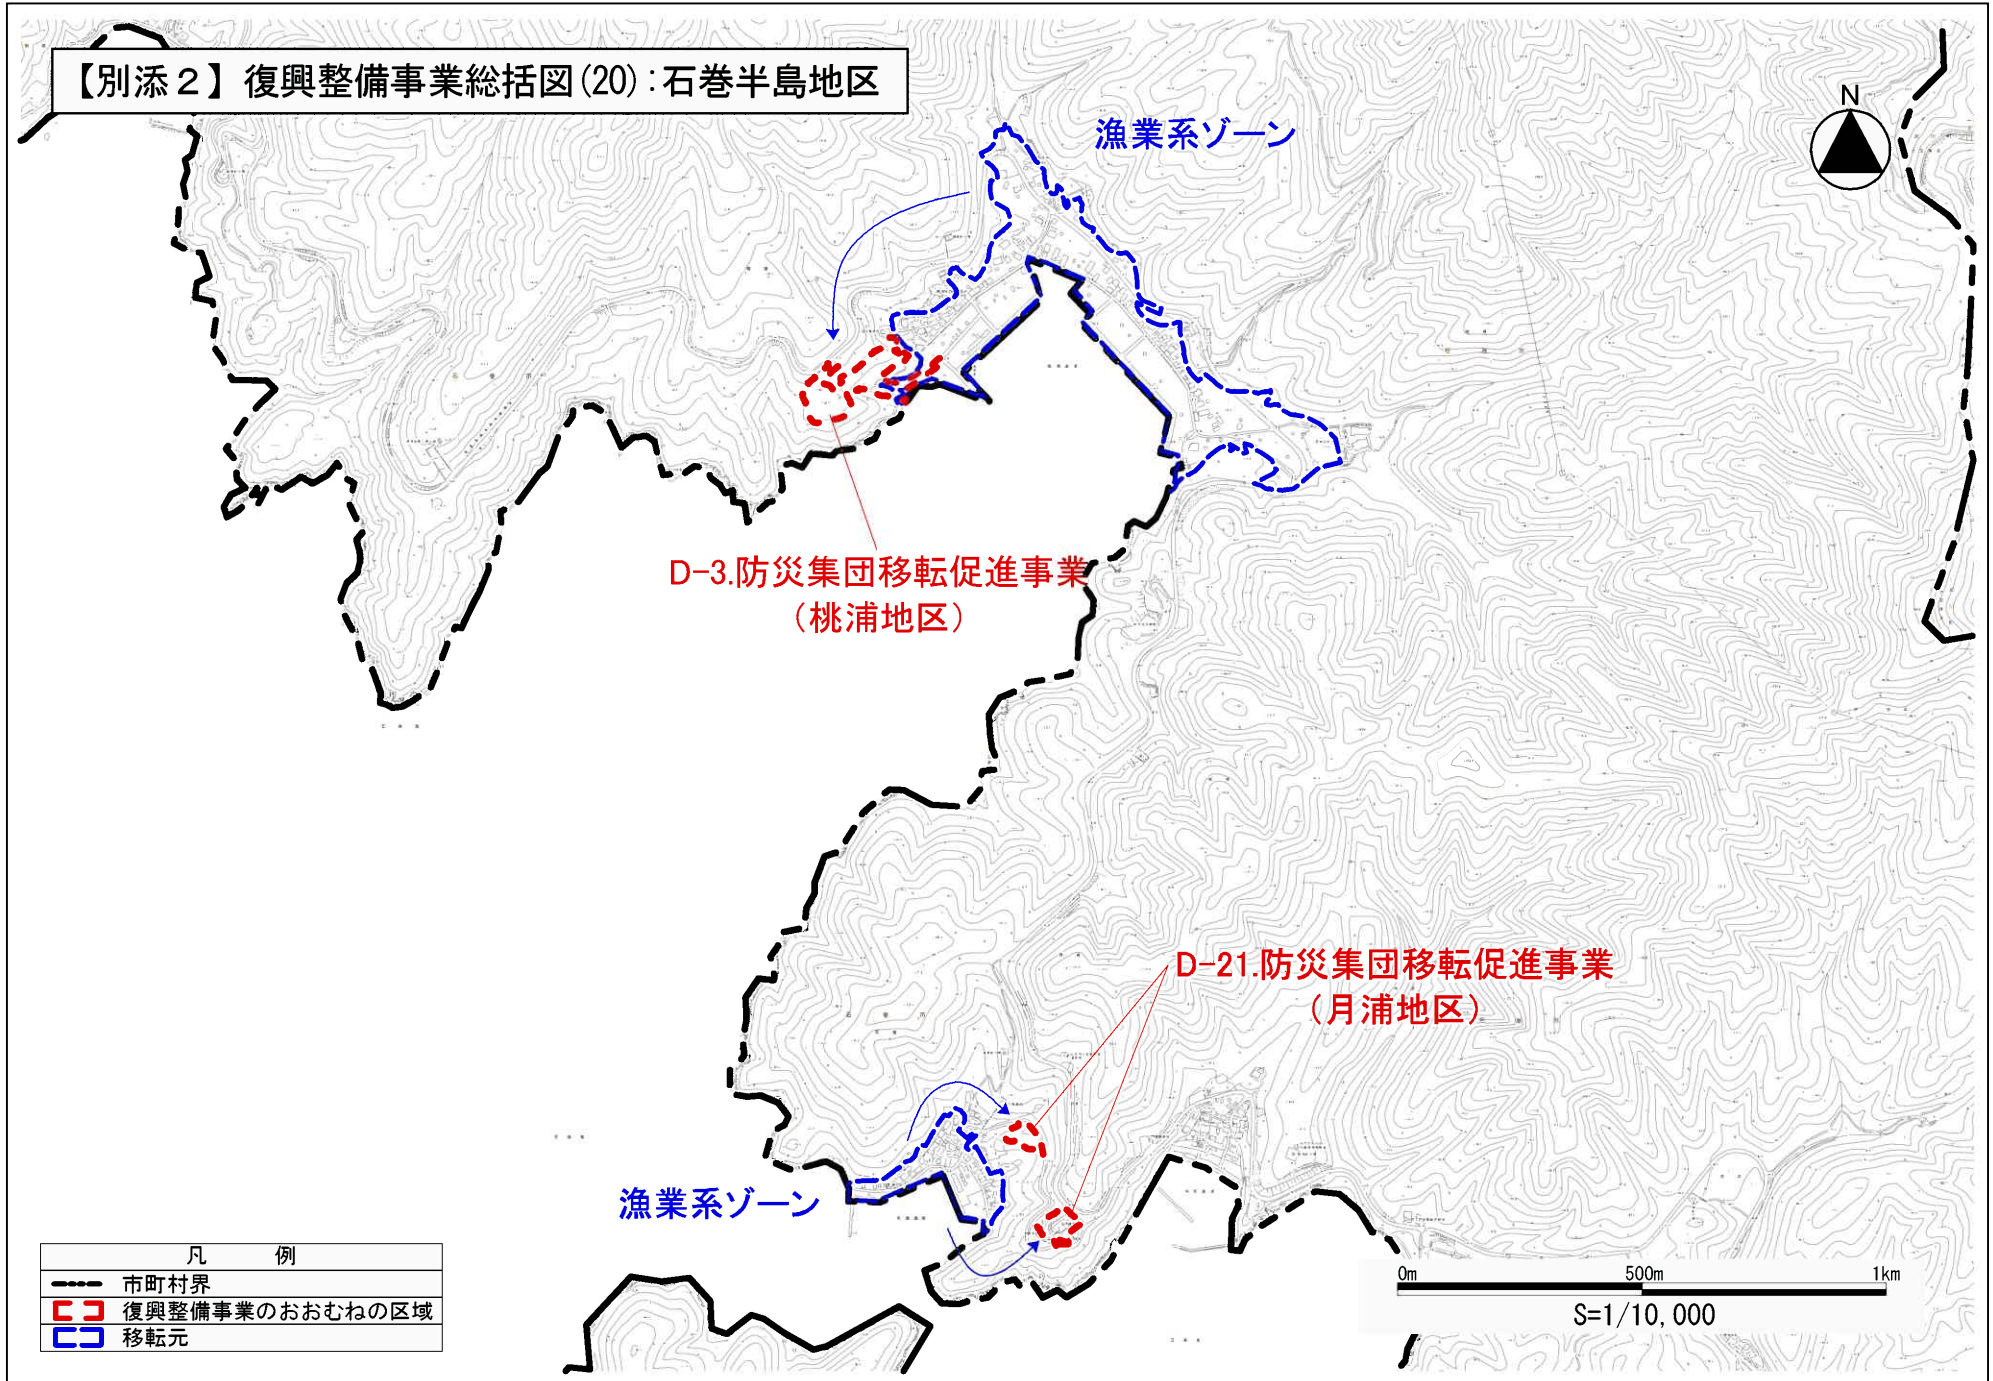 【別添２】復興整備事業総括図(20):石巻半島地区
N
漁業系ゾーン
D-3.防災集団移転促進事業
（桃浦地区）
D-21.防災集団移転促進事業
（月浦地区）
漁業系ゾーン
凡 例
市町村界
復興整備事業のおおむねの区域
移転元
0m 500m 1km
S=1/10,000